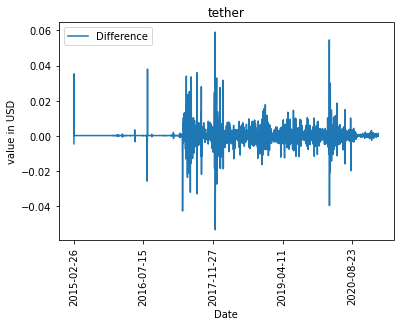 tether
Difference
value in USD
0.06
0.04
0.02
0.00
−0.02
−0.04
2015-02-26
2016-07-15
2017-11-27
2019-04-11
2020-08-23
Date